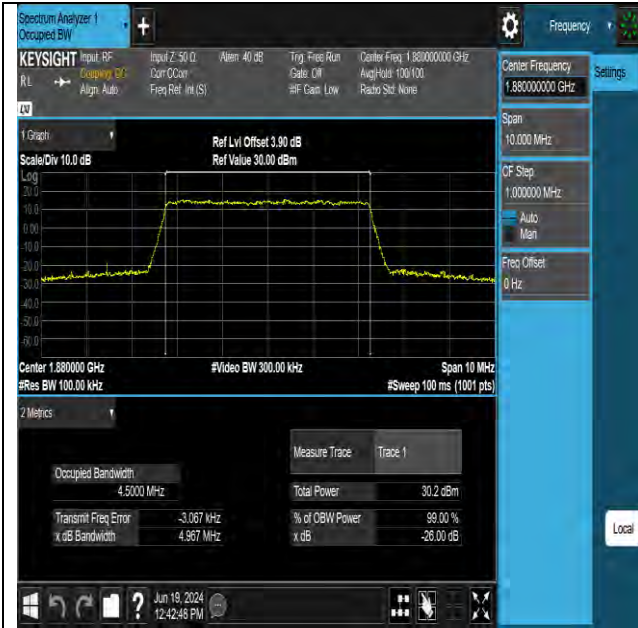 Spectrum Analyzer 1
Occupied BW
+
Frequency
KEYSIGHT
Input: RF
Input Z: 50 Ω
Atten: 40 dB
Trig: Free Run
Center Freq: 1.880000000 GHz
RL
Coupling: DC
Corr CCorr
Gate: Off
Avg|Hold: 100/100
Align: Auto
Freq Ref: Int (S)
#IF Gain: Low
Radio Std: None
LW
Center Frequency
1.880000000 GHz
Settings
Span
10.000 MHz
CF Step
1.000000 MHz
Auto
Man
Freq Offset
0 Hz
1 Graph
Ref Lvl Offset 3.90 dB
Scale/Div 10.0 dB
Ref Value 30.00 dBm
Log
20.0
10.0
0.00
-10.0
-20.0
-30.0
-40.0
-50.0
-60.0
Center 1.880000 GHz
#Video BW 300.00 kHz
Span 10 MHz
#Res BW 100.00 kHz
#Sweep 100 ms (1001 pts)
2 Metrics
Measure Trace
Trace 1
Occupied Bandwidth
4.5000 MHz
Total Power
30.2 dBm
Transmit Freq Error
-3.067 kHz
% of OBW Power
99.00 %
x dB Bandwidth
4.967 MHz
x dB
-26.00 dB
Local
?
Jun 19, 2024
12:42:48 PM